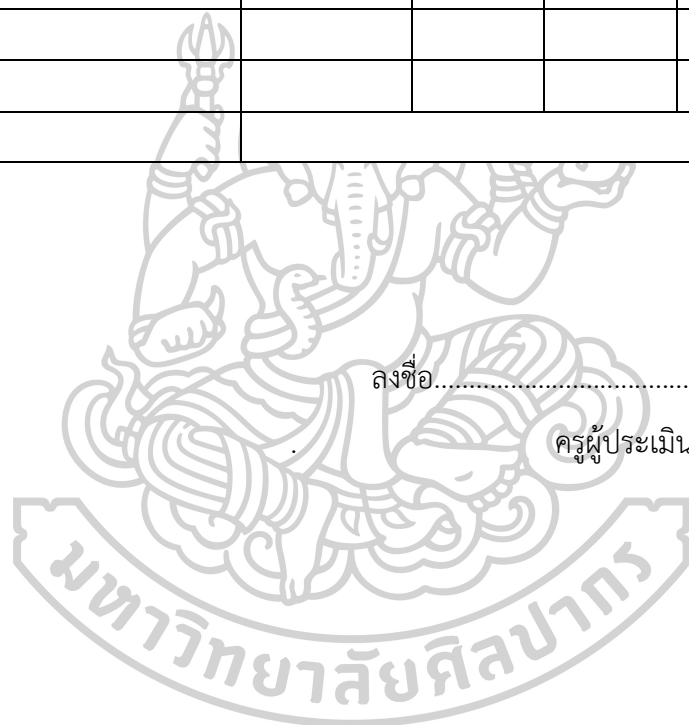 ลงชื่อ.....................................
. ครูผู้ประเมิน
มหาวิทยาลัยศิลปากร